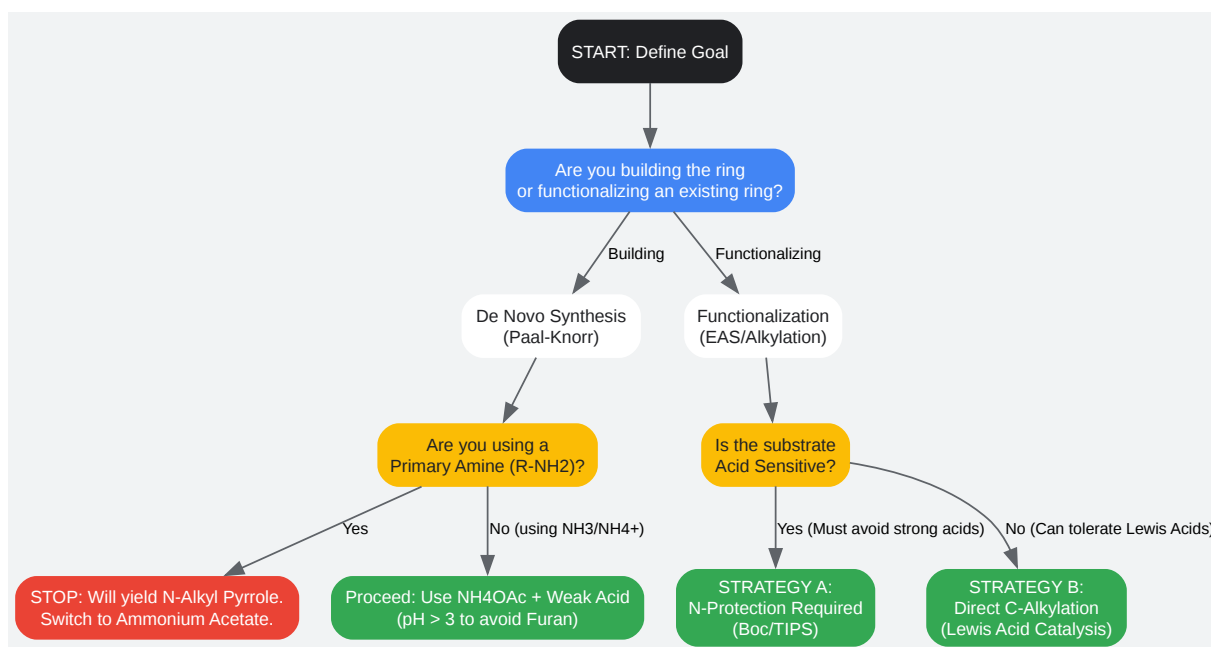 START: Define Goal
Are you building the ring
or functionalizing an existing ring?
Building
Functionalizing
De Novo Synthesis
(Paal-Knorr)
Functionalization
(EAS/Alkylation)
Are you using a
Primary Amine (R-NH2)?
Is the substrate
Acid Sensitive?
Yes
No (using NH3/NH4+)
Yes (Must avoid strong acids)
No (Can tolerate Lewis Acids)
STOP: Will yield N-Alkyl Pyrrole.
Switch to Ammonium Acetate.
Proceed: Use NH4OAc + Weak Acid
(pH > 3 to avoid Furan)
STRATEGY A:
N-Protection Required
(Boc/TIPS)
STRATEGY B:
Direct C-Alkylation
(Lewis Acid Catalysis)